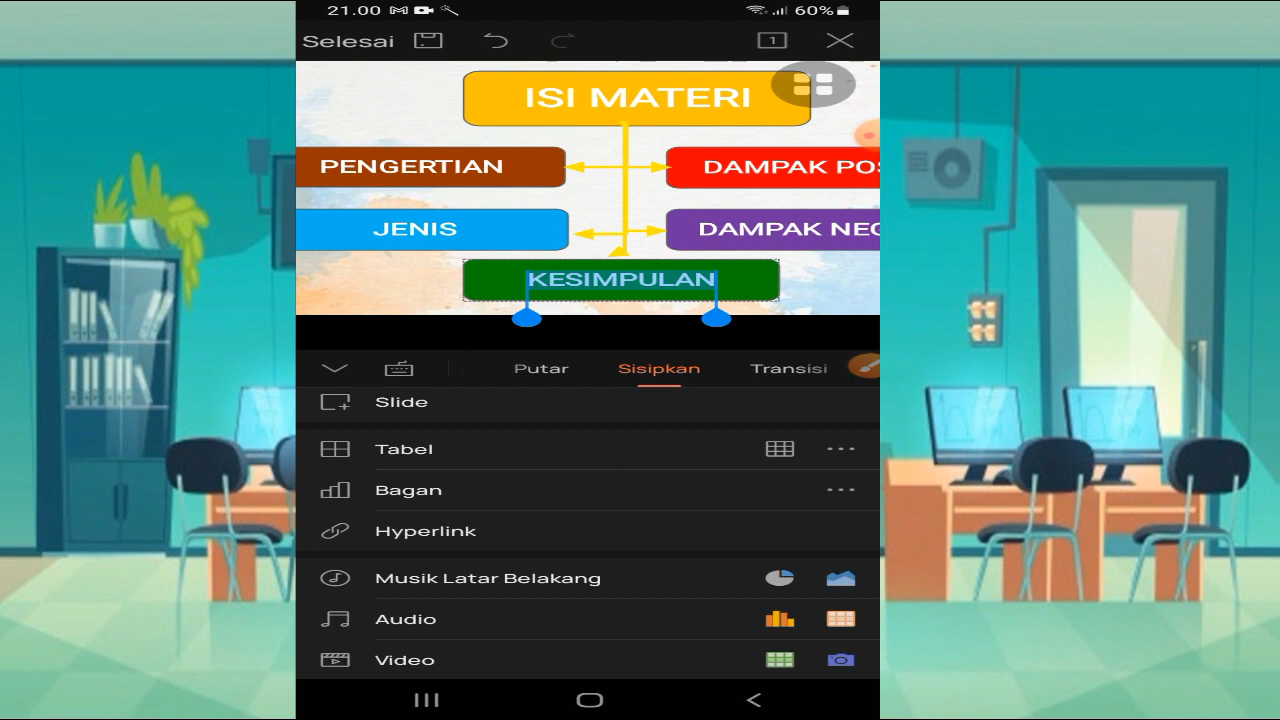 21.00
60%
Selesai
1
ISI MATERI
PENGERTIAN
DAMPAK POS
JENIS
DAMPAK NEG
KESIMPULAN
Putar Sisipkan Transisi
Slide
Tabel
Bagan
Hyperlink
Musik Latar Belakang
Audio
Video